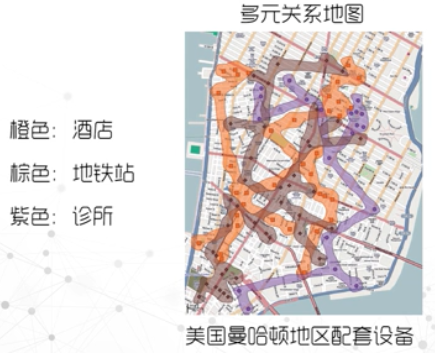 多元关系地图
橙色：酒店
棕色：地铁站
紫色：诊所
美国曼哈顿地区配套设备